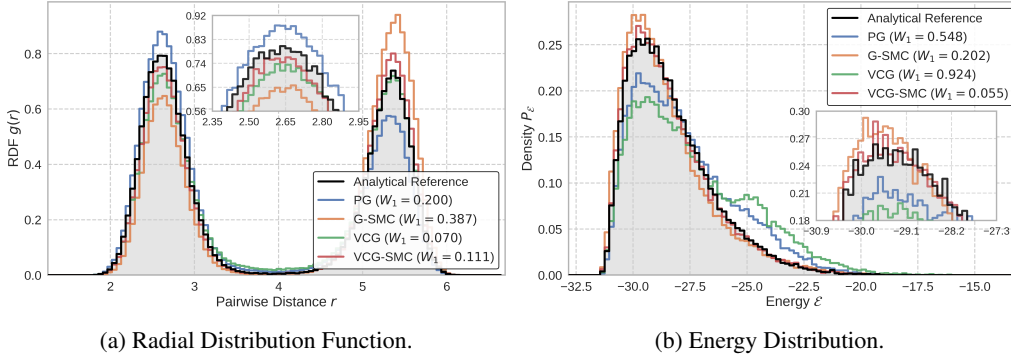 RDF g(r)
0.0
0.2
0.4
0.6
0.8
2
3
4
5
6
Pairwise Distance r
0.92
0.83
0.74
0.65
0.56
2.35
2.50
2.65
2.80
2.95
Analytical Reference
PG (W₁ = 0.200)
G-SMC (W₁ = 0.387)
VCG (W₁ = 0.070)
VCG-SMC (W₁ = 0.111)
(a) Radial Distribution Function.
Density P_ℰ
0.00
0.05
0.10
0.15
0.20
0.25
−32.5
−30.0
−27.5
−25.0
−22.5
−20.0
−17.5
−15.0
Energy ℰ
Analytical Reference
PG (W₁ = 0.548)
G-SMC (W₁ = 0.202)
VCG (W₁ = 0.924)
VCG-SMC (W₁ = 0.055)
0.30
0.27
0.24
0.21
0.18
−30.9
−30.0
−29.1
−28.2
−27.3
(b) Energy Distribution.